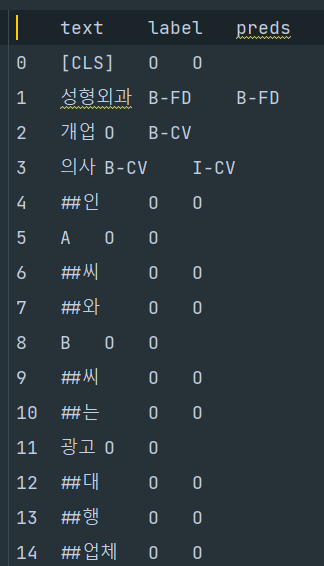 text label preds
0 [CLS] O O
1 성형외과 B-FD B-FD
2 개업 O B-CV
3 의사 B-CV I-CV
4 ##인 O O
5 A O O
6 ##씨 O O
7 ##와 O O
8 B O O
9 ##씨 O O
10 ##는 O O
11 광고 O O
12 ##대 O O
13 ##행 O O
14 ##업체 O O